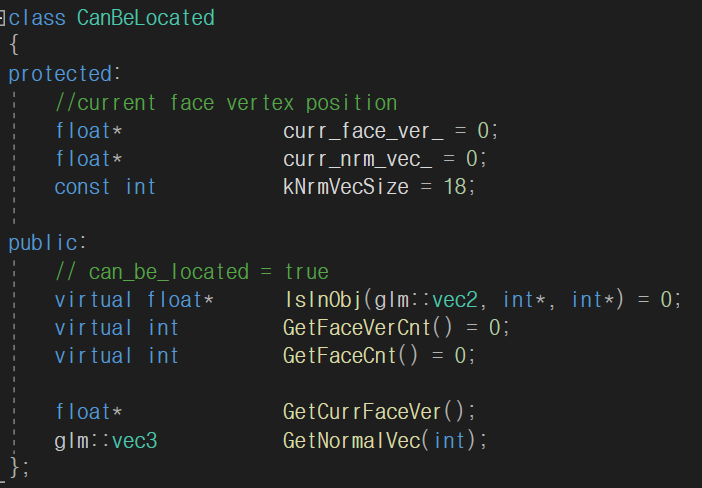 class CanBeLocated
{
protected:
    //current face vertex position
    float*              curr_face_ver_ = 0;
    float*              curr_nrm_vec_ = 0;
    const int           kNrmVecSize = 18;

public:
    // can_be_located = true
    virtual float*      IsInObj(glm::vec2, int*, int*) = 0;
    virtual int         GetFaceVerCnt() = 0;
    virtual int         GetFaceCnt() = 0;

    float*              GetCurrFaceVer();
    glm::vec3           GetNormalVec(int);
};